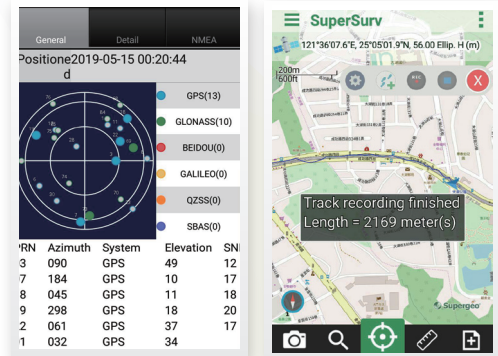 General Detail NMEA
Positione2019-05-15 00:20:44
d
GPS(13)
GLONASS(10)
BEIDOU(0)
GALILEO(0)
QZSS(0)
SBAS(0)
PRN Azimuth System Elevation SN
3 090 GPS 49 12
7 184 GPS 10 17
8 045 GPS 11 18
9 298 GPS 18 20
2 061 GPS 37 17
1 032 GPS 34
SuperSurv
121°36'07.6"E, 25°05'01.9"N, 56.00 Ellip. H (m)
200m
600ft
REC
X
Track recording finished
Length = 2169 meter(s)
Supergeo